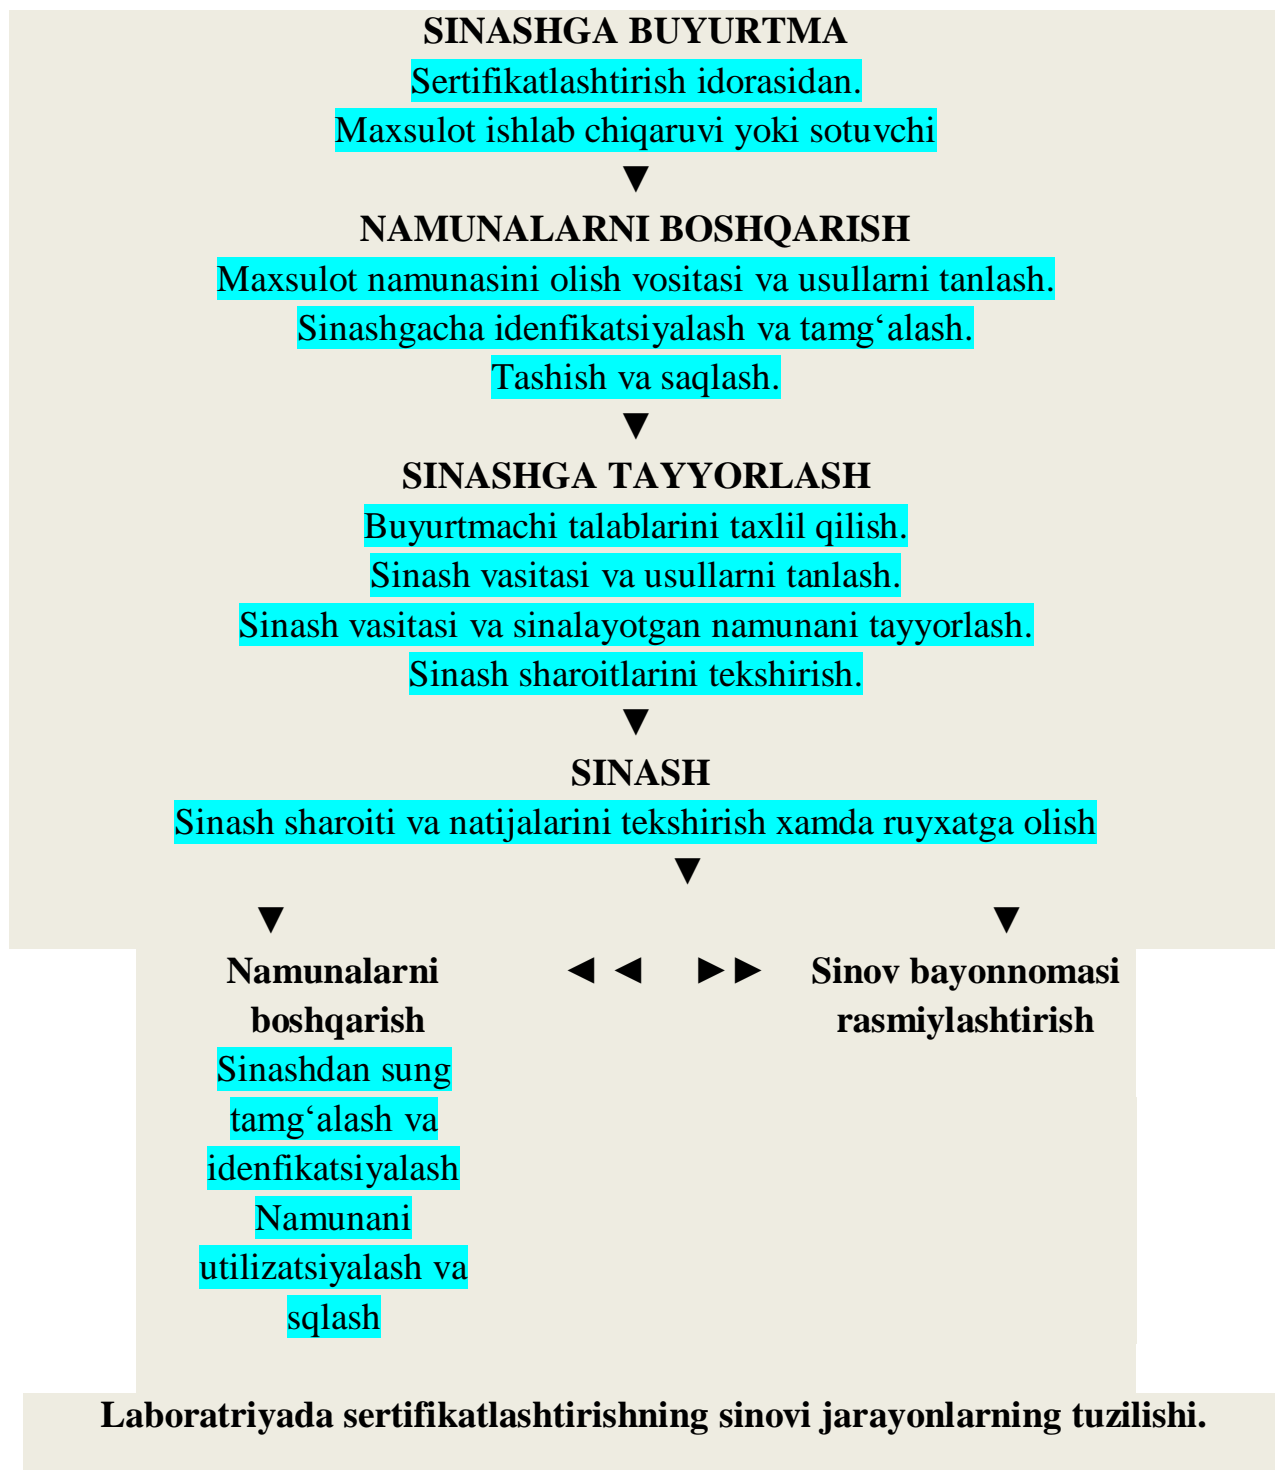 SINASHGA BUYURTMA
Sertifikatlashtirish idorasidan.
Maxsulot ishlab chiqaruvi yoki sotuvchi
▼
NAMUNALARNI BOSHQARISH
Maxsulot namunasini olish vositasi va usullarni tanlash.
Sinashgacha idenfikatsiyalash va tamg‘alash.
Tashish va saqlash.
▼
SINASHGA TAYYORLASH
Buyurtmachi talablarini taxlil qilish.
Sinash vasitasi va usullarni tanlash.
Sinash vasitasi va sinalayotgan namunani tayyorlash.
Sinash sharoitlarini tekshirish.
▼
SINASH
Sinash sharoiti va natijalarini tekshirish xamda ruyxatga olish
▼
▼ ▼
Namunalarni
boshqarish
Sinashdan sung
tamg‘alash va
idenfikatsiyalash
Namunani
utilizatsiyalash va
sqlash
◄ ◄ ►►
Sinov bayonnomasi
rasmiylashtirish
Laboratriyada sertifikatlashtirishning sinovi jarayonlarning tuzilishi.